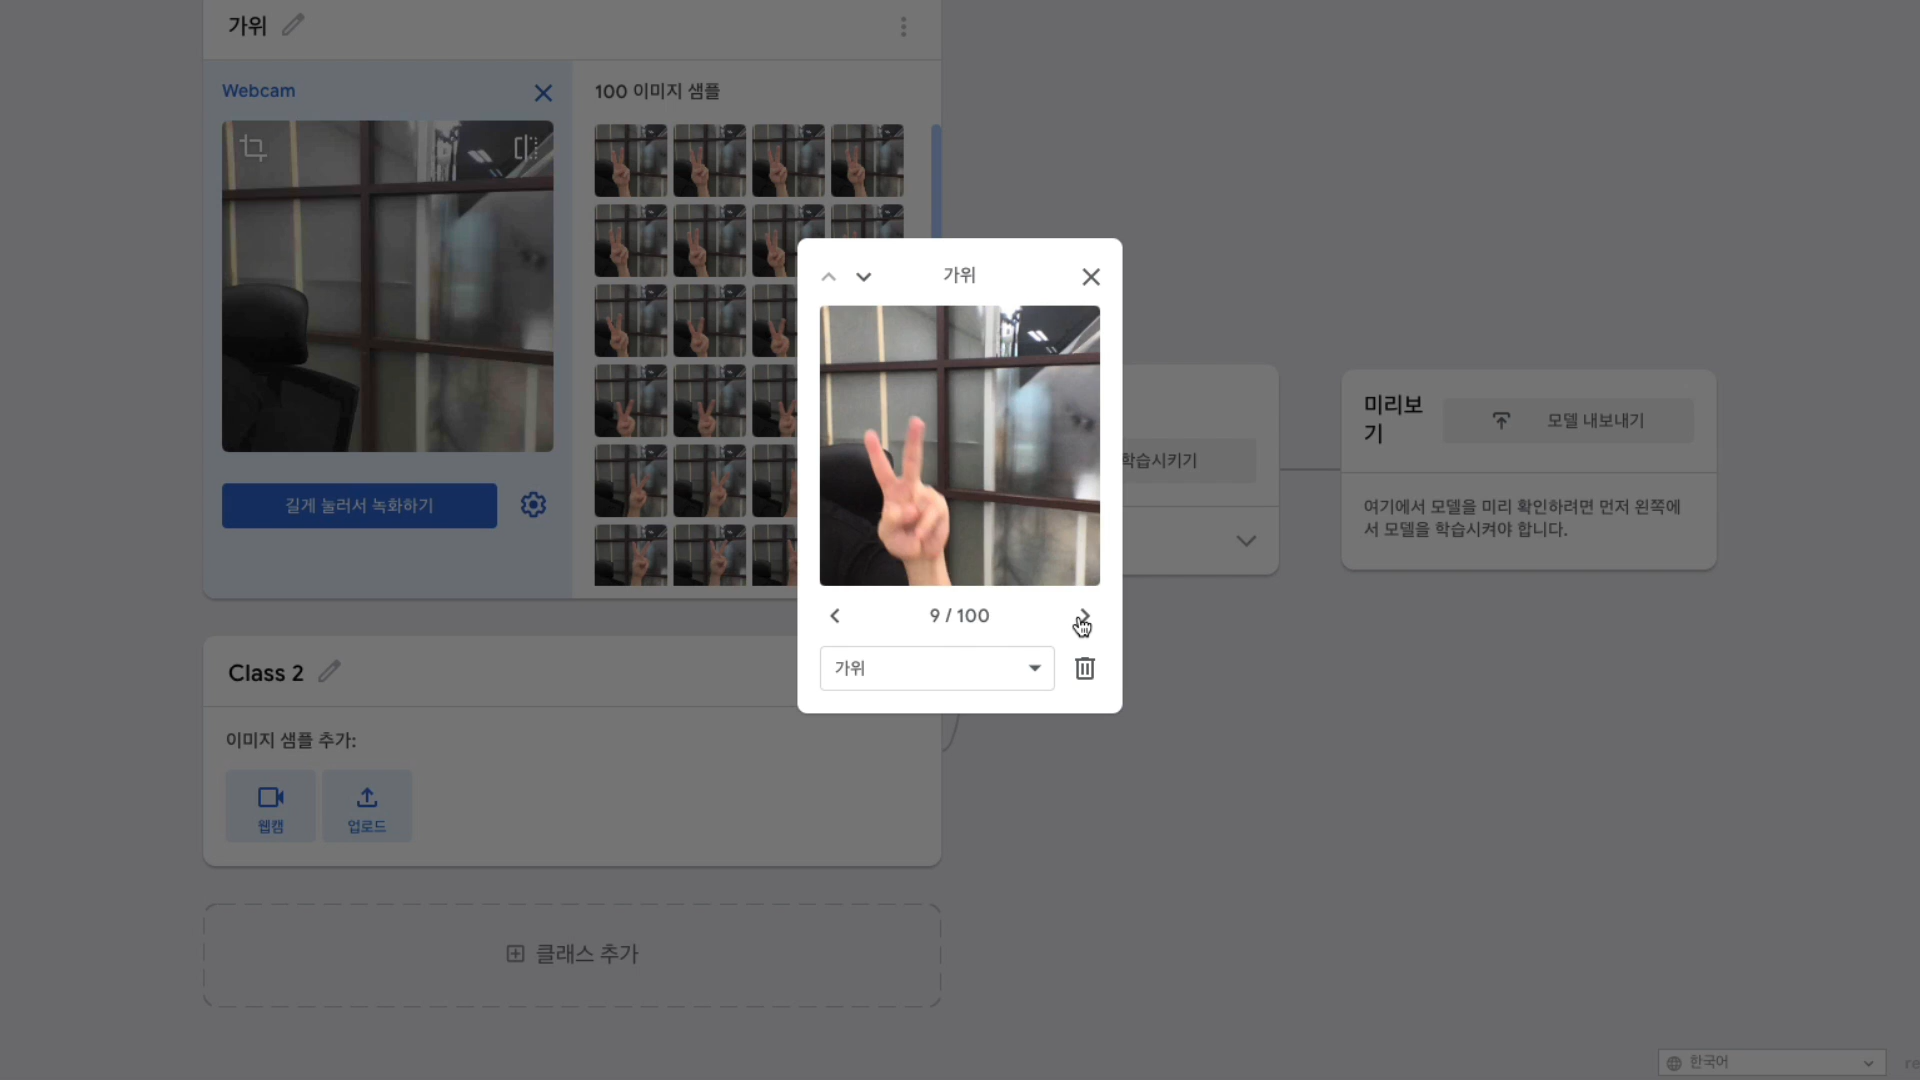 가위
Webcam
100 이미지 샘플
길게 눌러서 녹화하기
가위
9 / 100
가위
학습시키기
미리보
기
모델 내보내기
여기에서 모델을 미리 확인하려면 먼저 왼쪽에
서 모델을 학습시켜야 합니다.
Class 2
이미지 샘플 추가:
웹캠
업로드
클래스 추가
한국어
re